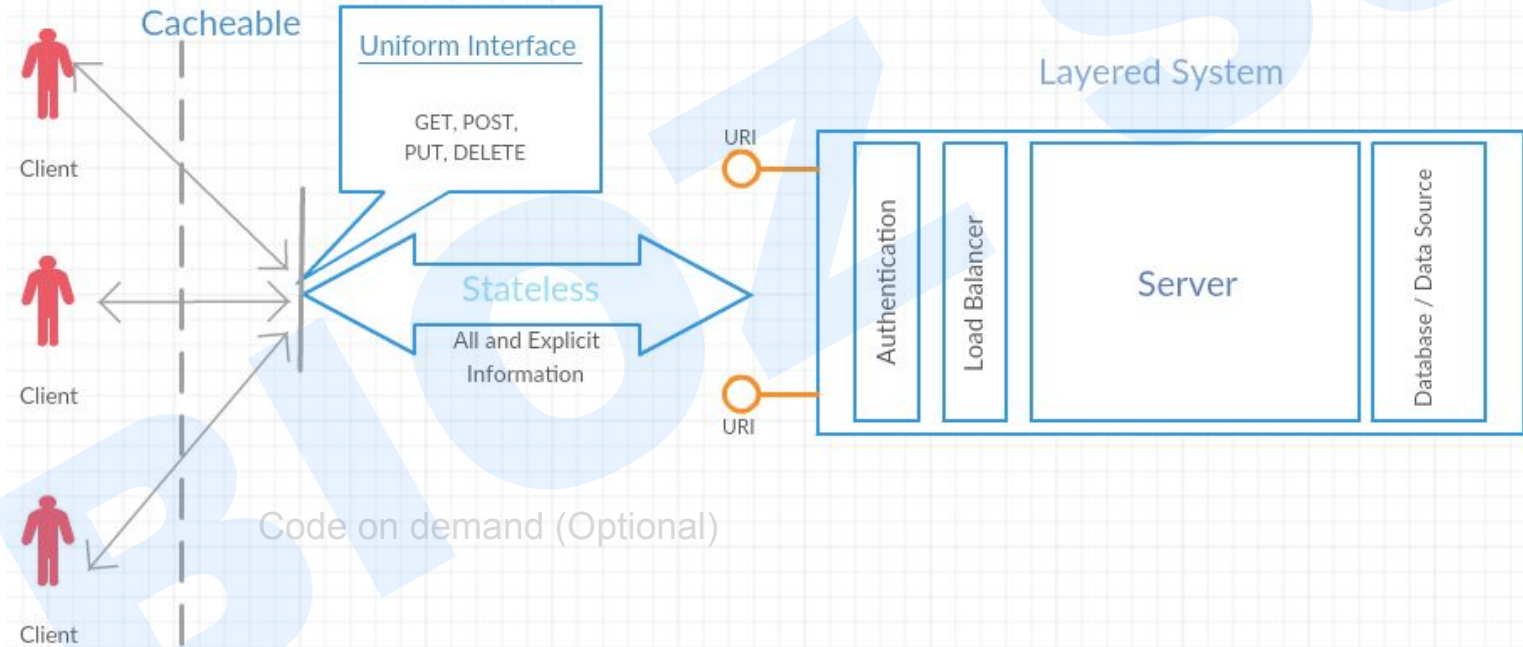 Cacheable
Uniform Interface
GET, POST,
PUT, DELETE
Layered System
Client
URI
Authentication
Load Balancer
Server
Database / Data Source
Stateless
All and Explicit
Information
Client
URI
Code on demand (Optional)
Client